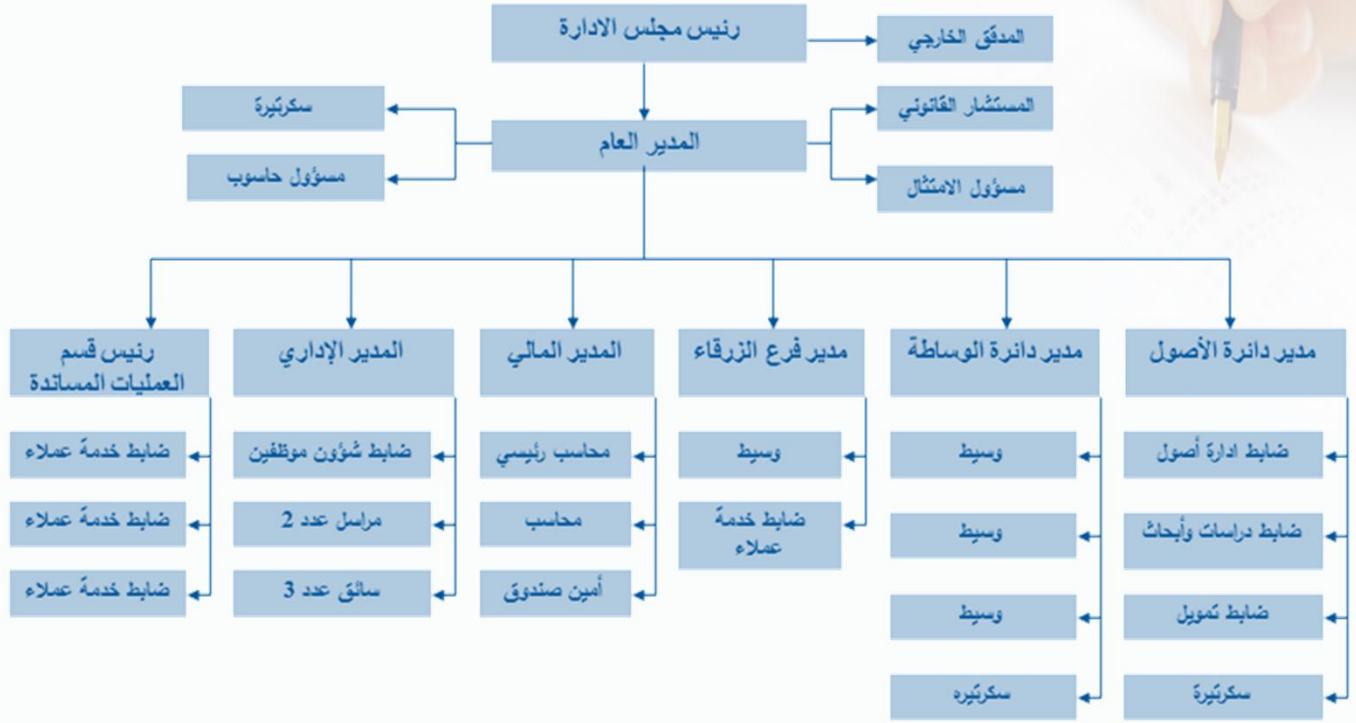 رئيس مجلس الادارة
المدقق الخارجي
المستشار القانوني
سكرتيرة
المدير العام
مسؤول الامتثال
مسؤول حاسوب
مدير دائرة الأصول
مدير دائرة الوساطة
مدير فرع الزرقاء
المدير المالي
المدير الإداري
رئيس قسم
العمليات المساندة
ضابط ادارة أصول
وسيط
وسيط
محاسب رئيسي
ضابط شؤون موظفين
ضابط خدمة عملاء
ضابط دراسات وأبحاث
وسيط
ضابط خدمة
عملاء
محاسب
مراسل عدد 2
ضابط خدمة عملاء
ضابط تمويل
وسيط
أمين صندوق
سائق عدد 3
ضابط خدمة عملاء
سكرتيرة
سكرتيره